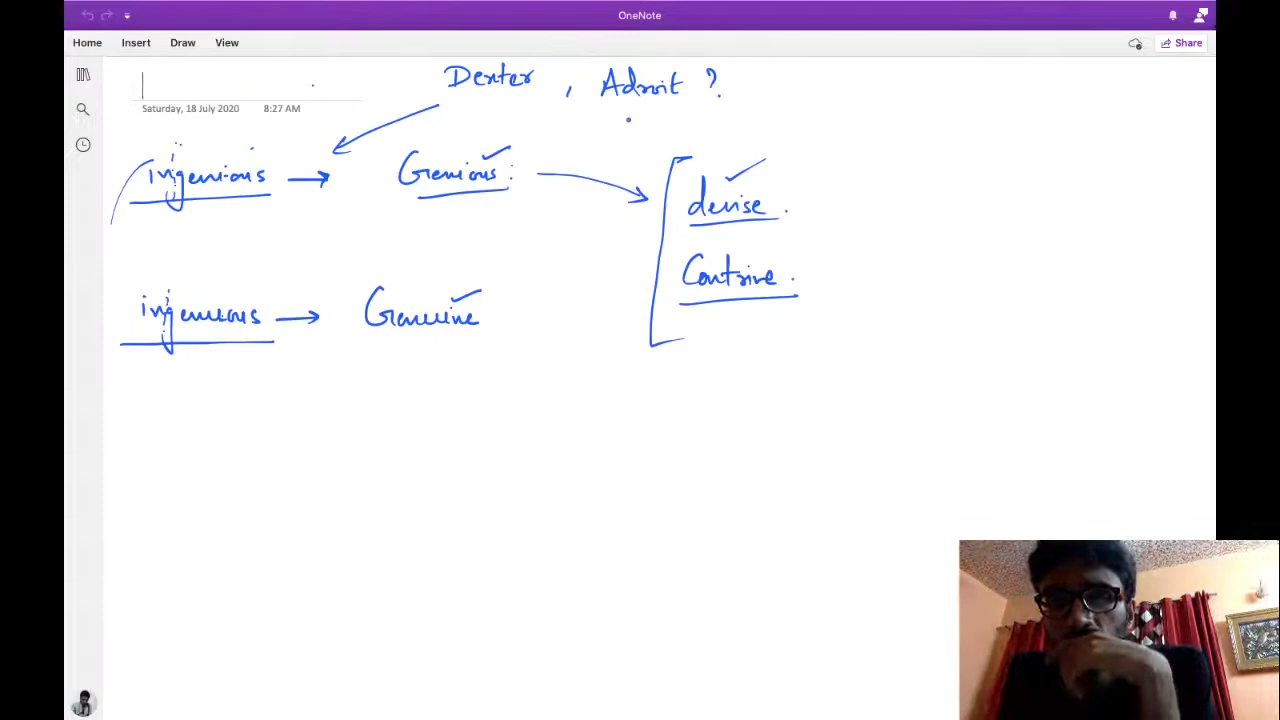 OneNote
Home Insert Draw View Share
Dexter , Adroit ?
Saturday, 18 July 2020 8:27 AM
ingenious → Genious :
devise .
Contrive .
ingenuous → Genuine